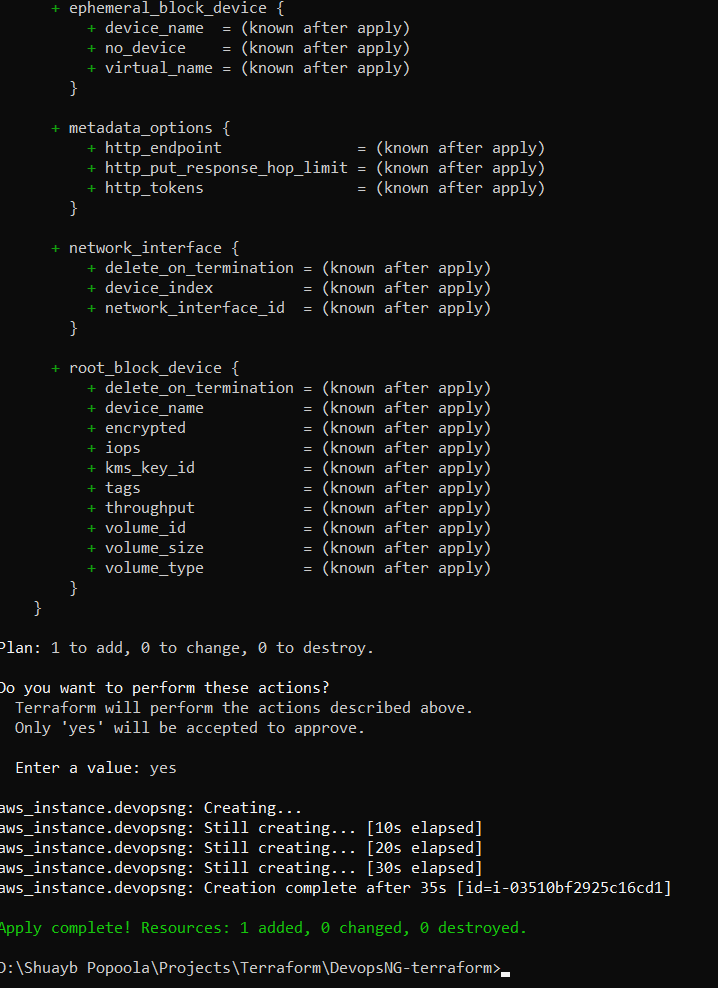 + ephemeral_block_device {
+ device_name  = (known after apply)
+ no_device    = (known after apply)
+ virtual_name = (known after apply)
}
+ metadata_options {
+ http_endpoint               = (known after apply)
+ http_put_response_hop_limit = (known after apply)
+ http_tokens                 = (known after apply)
}
+ network_interface {
+ delete_on_termination = (known after apply)
+ device_index          = (known after apply)
+ network_interface_id  = (known after apply)
}
+ root_block_device {
+ delete_on_termination = (known after apply)
+ device_name           = (known after apply)
+ encrypted             = (known after apply)
+ iops                  = (known after apply)
+ kms_key_id            = (known after apply)
+ tags                  = (known after apply)
+ throughput            = (known after apply)
+ volume_id             = (known after apply)
+ volume_size           = (known after apply)
+ volume_type           = (known after apply)
}
}
Plan: 1 to add, 0 to change, 0 to destroy.
Do you want to perform these actions?
Terraform will perform the actions described above.
Only 'yes' will be accepted to approve.
Enter a value: yes
aws_instance.devopsng: Creating...
aws_instance.devopsng: Still creating... [10s elapsed]
aws_instance.devopsng: Still creating... [20s elapsed]
aws_instance.devopsng: Still creating... [30s elapsed]
aws_instance.devopsng: Creation complete after 35s [id=i-03510bf2925c16cd1]
Apply complete! Resources: 1 added, 0 changed, 0 destroyed.
D:\Shuayb Popoola\Projects\Terraform\DevopsNG-terraform>